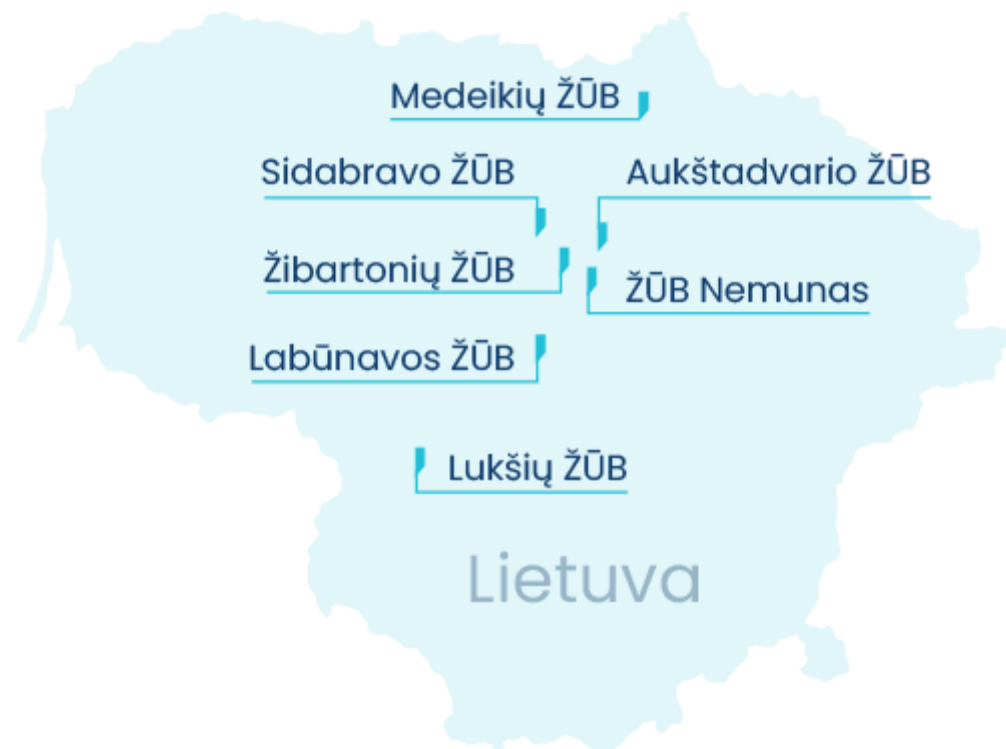 Medeikių ŽŪB
Sidabravo ŽŪB
Aukštadvario ŽŪB
Žibartonių ŽŪB
ŽŪB Nemunas
Labūnavos ŽŪB
Lukšių ŽŪB
Lietuva